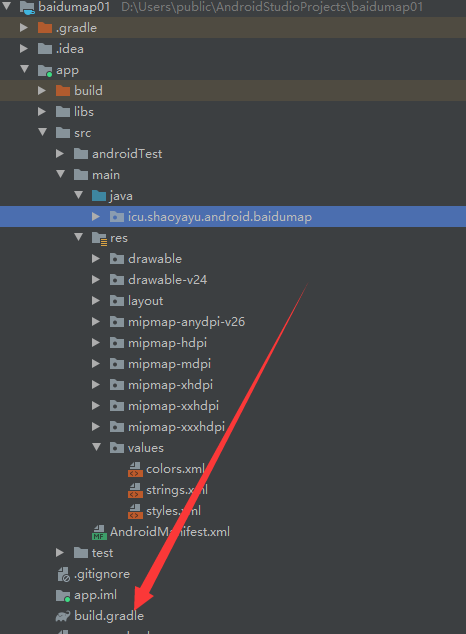 baidumap01 D:\Users\public\AndroidStudioProjects\baidumap01
.gradle
.idea
app
build
libs
src
androidTest
main
java
icu.shaoyayu.android.baidumap
res
drawable
drawable-v24
layout
mipmap-anydpi-v26
mipmap-hdpi
mipmap-mdpi
mipmap-xhdpi
mipmap-xxhdpi
mipmap-xxxhdpi
values
colors.xml
strings.xml
styles.xml
AndroidManifest.xml
test
.gitignore
app.iml
build.gradle